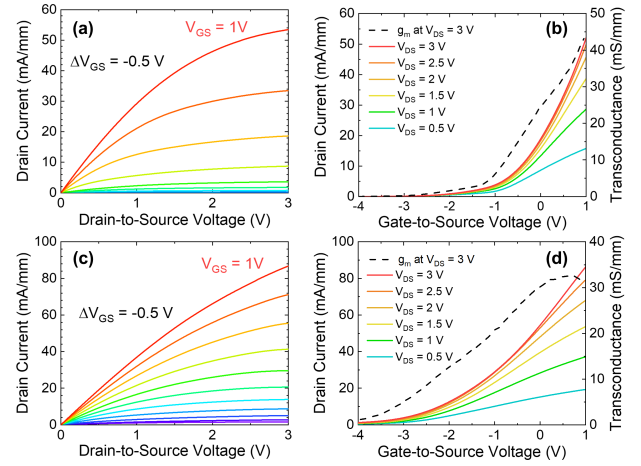 (a)
V_GS = 1V
ΔV_GS = -0.5 V
Drain Current (mA/mm)
60
50
40
30
20
10
0
0
1
2
3
Drain-to-Source Voltage (V)
(b)
g_m at V_DS = 3 V
V_DS = 3 V
V_DS = 2.5 V
V_DS = 2 V
V_DS = 1.5 V
V_DS = 1 V
V_DS = 0.5 V
Drain Current (mA/mm)
60
50
40
30
20
10
0
-4
-3
-2
-1
0
1
Gate-to-Source Voltage (V)
50
40
30
20
10
0
Transconductance (mS/mm)
(c)
V_GS = 1V
ΔV_GS = -0.5 V
Drain Current (mA/mm)
100
80
60
40
20
0
0
1
2
3
Drain-to-Source Voltage (V)
(d)
g_m at V_DS = 3 V
V_DS = 3 V
V_DS = 2.5 V
V_DS = 2 V
V_DS = 1.5 V
V_DS = 1 V
V_DS = 0.5 V
Drain Current (mA/mm)
100
80
60
40
20
0
-4
-3
-2
-1
0
1
Gate-to-Source Voltage (V)
40
30
20
10
0
Transconductance (mS/mm)